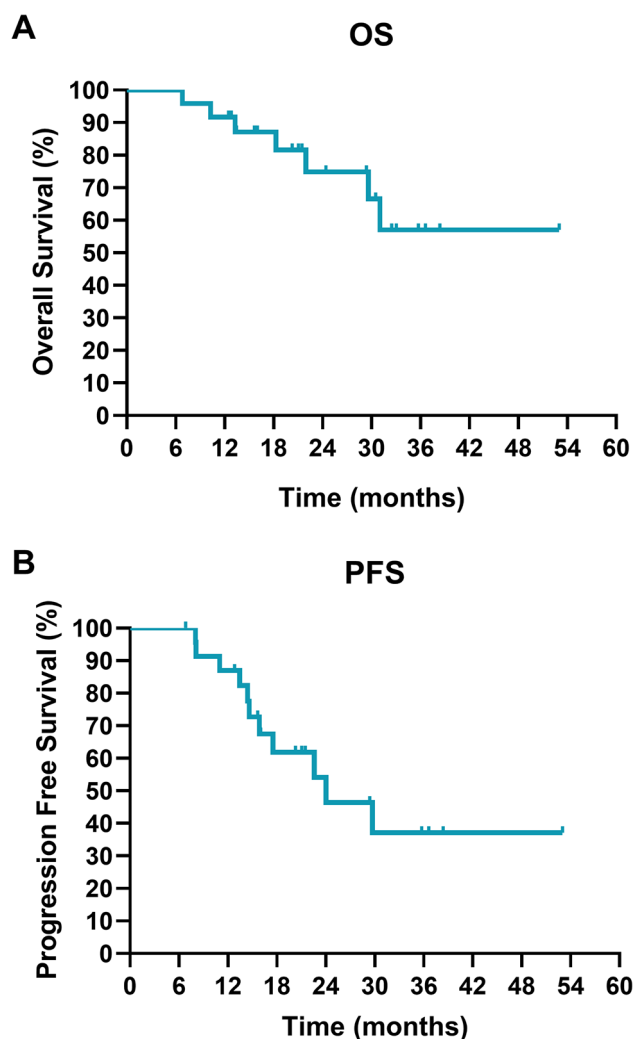 A
OS
Overall Survival (%)
100
90
80
70
60
50
40
30
20
10
0
0 6 12 18 24 30 36 42 48 54 60
Time (months)
B
PFS
Progression Free Survival (%)
100
90
80
70
60
50
40
30
20
10
0
0 6 12 18 24 30 36 42 48 54 60
Time (months)